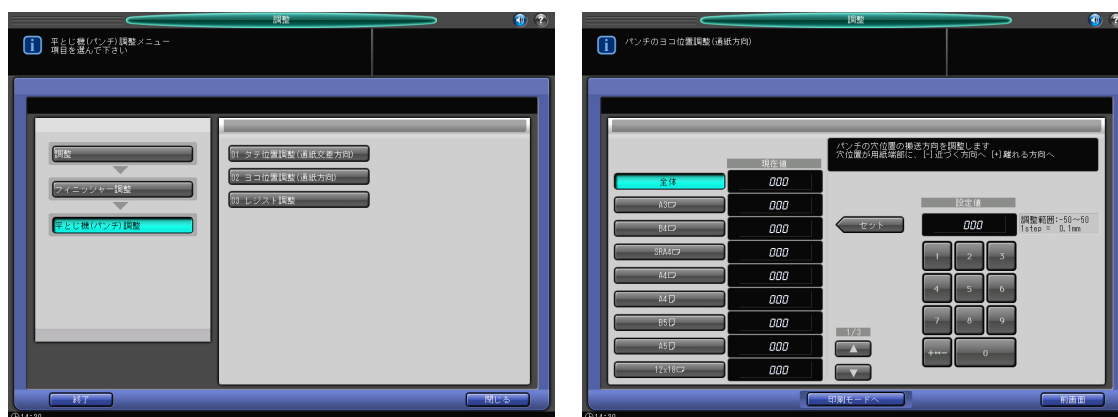 調整
平とじ機(パンチ)調整メニュー
項目を選んで下さい
調整
フィニッシャー調整
平とじ機(パンチ)調整
01 タテ位置調整(通紙交差方向)
02 ヨコ位置調整(通紙方向)
03 レジスト調整
終了
閉じる
14:30
調整
パンチのヨコ位置調整(通紙方向)
パンチの穴位置の搬送方向を調整します
穴位置が用紙端部に、[-]近づく方向へ [+]離れる方向へ
現在値
全体 000
A3 000
B4 000
SRA4 000
A4 000
A4 000
B5 000
A5 000
12x18 000
セット
設定値
000
調整範囲:-50~50
1step = 0.1mm
1 2 3
4 5 6
7 8 9
+↔- 0
1/3
印刷モードへ
前画面
14:30